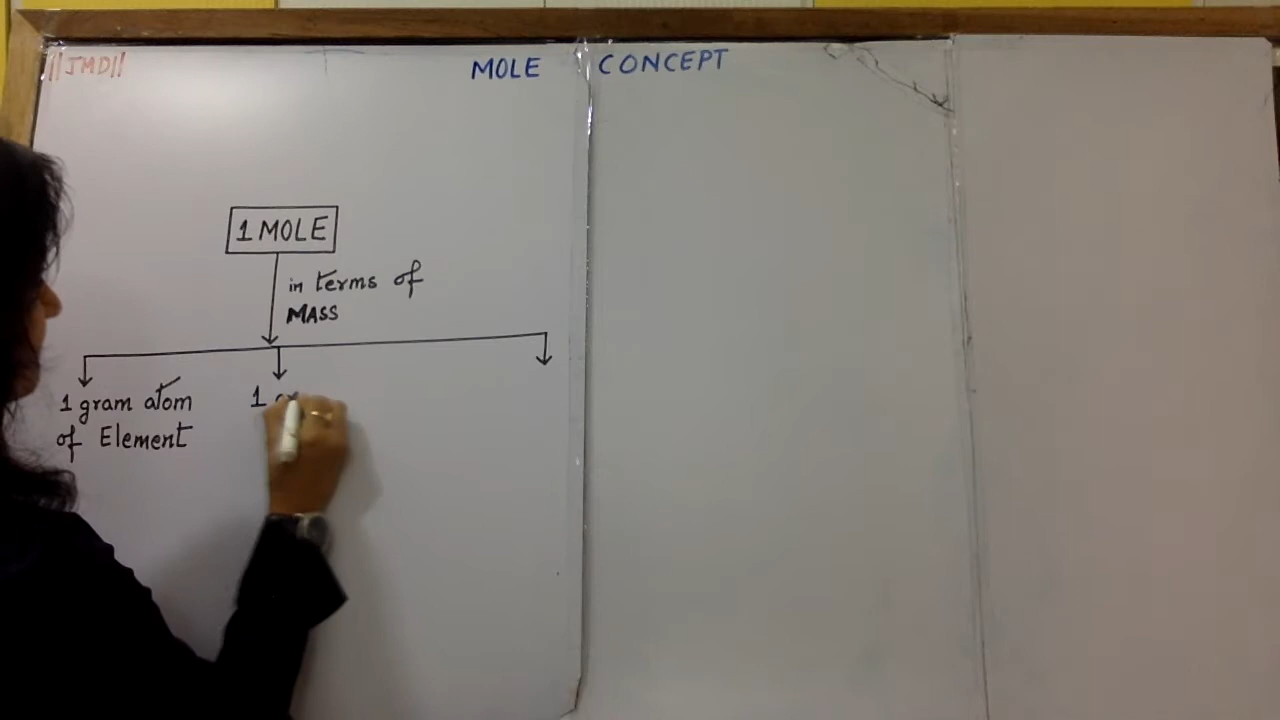 ||JMD||
MOLE CONCEPT
1 MOLE
in terms of
MASS
1 gram atom
of Element
1